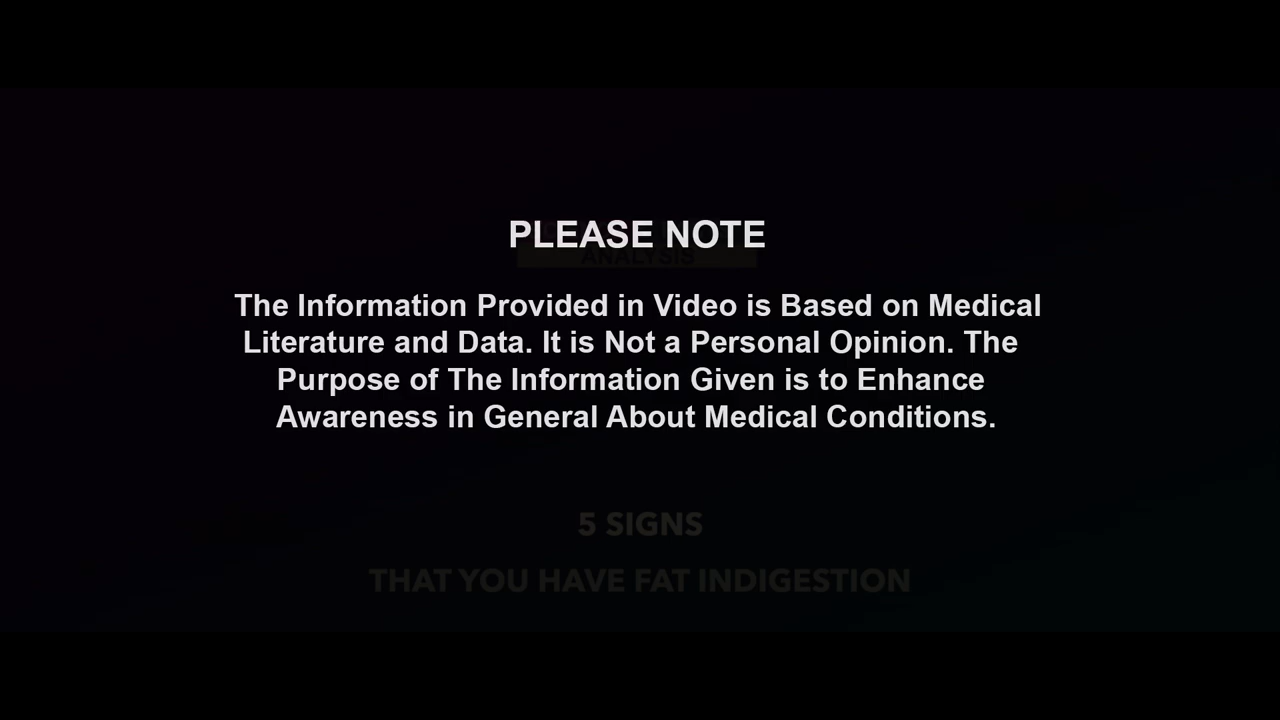 PLEASE NOTE
ANALYSIS
The Information Provided in Video is Based on Medical
Literature and Data. It is Not a Personal Opinion. The
Purpose of The Information Given is to Enhance
Awareness in General About Medical Conditions.
5 SIGNS
THAT YOU HAVE FAT INDIGESTION